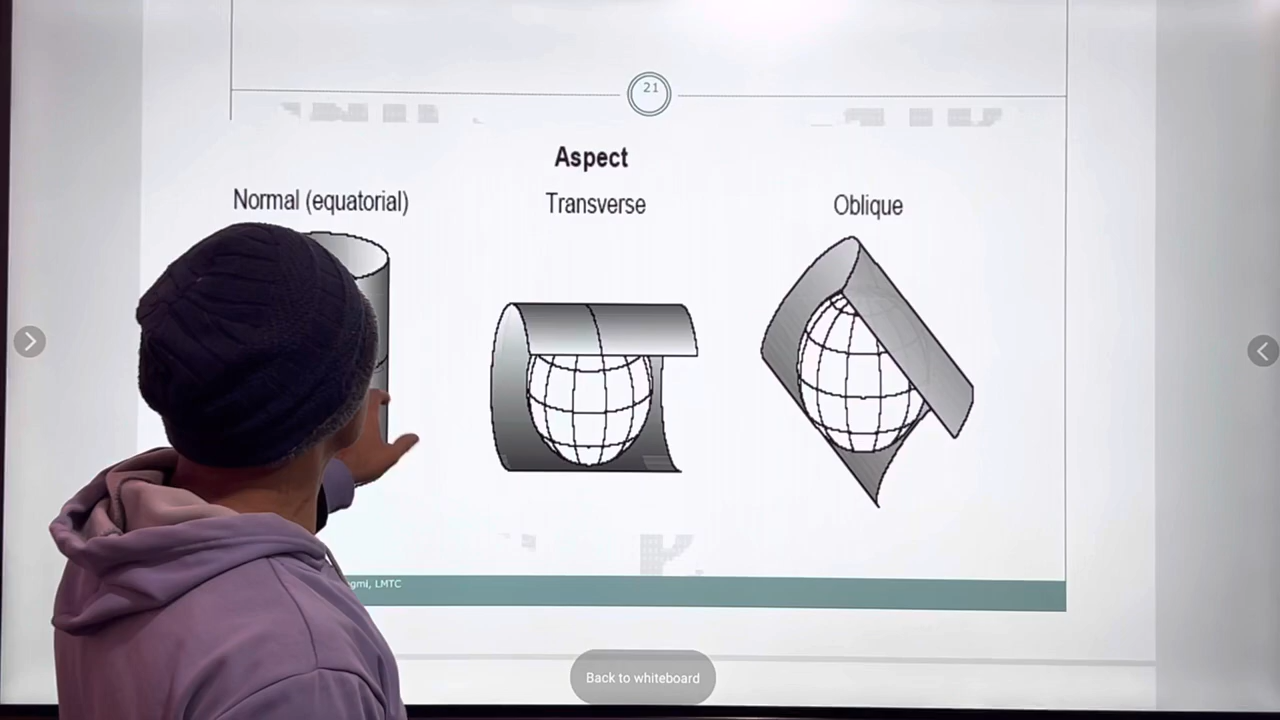 21
Aspect
Normal (equatorial)
Transverse
Oblique
LMTC
Back to whiteboard